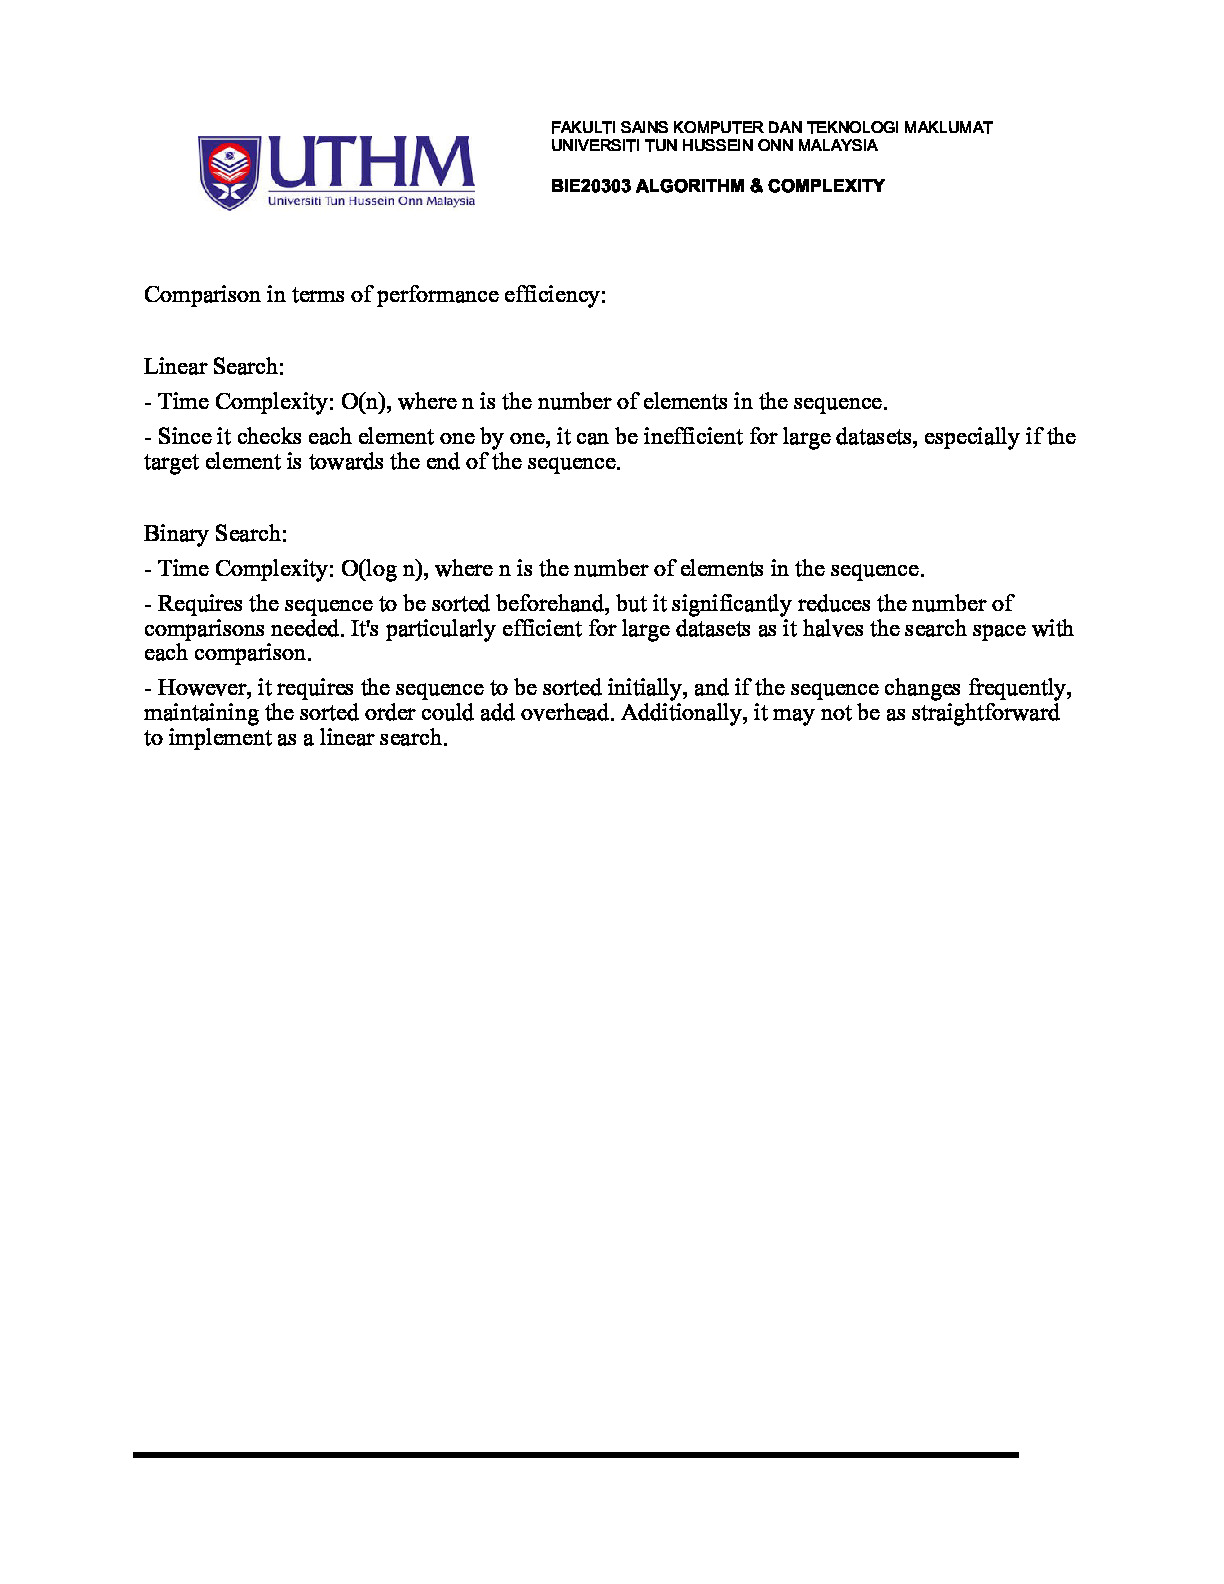 FAKULTI SAINS KOMPUTER DAN TEKNOLOGI MAKLUMAT
UNIVERSITI TUN HUSSEIN ONN MALAYSIA
BIE20303 ALGORITHM & COMPLEXITY
UTHM
Universiti Tun Hussein Onn Malaysia
Comparison in terms of performance efficiency:
Linear Search:
- Time Complexity: O(n), where n is the number of elements in the sequence.
- Since it checks each element one by one, it can be inefficient for large datasets, especially if the
target element is towards the end of the sequence.
Binary Search:
- Time Complexity: O(log n), where n is the number of elements in the sequence.
- Requires the sequence to be sorted beforehand, but it significantly reduces the number of
comparisons needed. It's particularly efficient for large datasets as it halves the search space with
each comparison.
- However, it requires the sequence to be sorted initially, and if the sequence changes frequently,
maintaining the sorted order could add overhead. Additionally, it may not be as straightforward
to implement as a linear search.